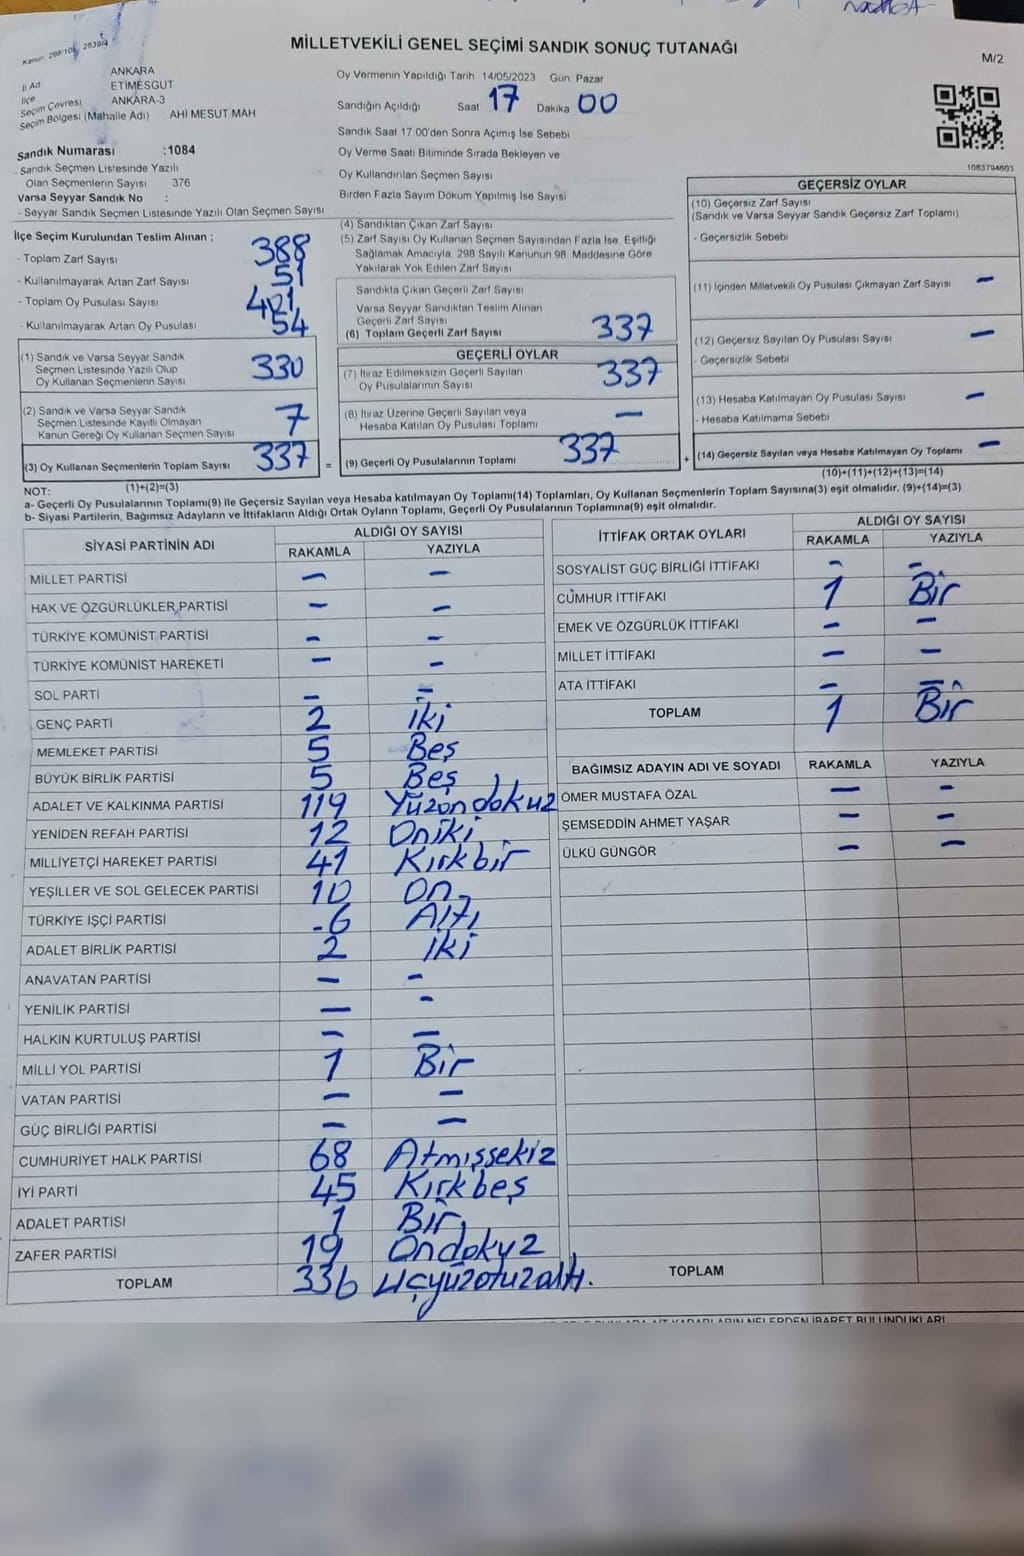 Kanun: 298/105, 2839/4
MİLLETVEKİLİ GENEL SEÇİMİ SANDIK SONUÇ TUTANAĞI
M/2
İl Adı ANKARA
İlçe ETİMESGUT
Seçim Çevresi ANKARA-3
Seçim Bölgesi (Mahalle Adı) AHİ MESUT MAH
Sandık Numarası :1084
- Sandık Seçmen Listesinde Yazılı
Olan Seçmenlerin Sayısı 376
Varsa Seyyar Sandık No :
- Seyyar Sandık Seçmen Listesinde Yazılı Olan Seçmen Sayısı
Oy Vermenin Yapıldığı Tarih 14/05/2023 Gün Pazar
Sandığın Açıldığı Saat 17 Dakika 00
Sandık Saat 17:00'den Sonra Açımış İse Sebebi
Oy Verme Saati Bitiminde Sırada Bekleyen ve
Oy Kullandırılan Seçmen Sayısı
Birden Fazla Sayım Döküm Yapılmış İse Sayısı
1083794603
İlçe Seçim Kurulundan Teslim Alınan :
- Toplam Zarf Sayısı 388
- Kullanılmayarak Artan Zarf Sayısı 51
- Toplam Oy Pusulası Sayısı
- Kullanılmayarak Artan Oy Pusulası 54
(1) Sandık ve Varsa Seyyar Sandık
Seçmen Listesinde Yazılı Olup
Oy Kullanan Seçmenlerin Sayısı 330
(2) Sandık ve Varsa Seyyar Sandık
Seçmen Listesinde Kayıtlı Olmayan
Kanun Gereği Oy Kullanan Seçmen Sayısı 7
(3) Oy Kullanan Seçmenlerin Toplam Sayısı 337 =
(1)+(2)=(3)
(4) Sandıktan Çıkan Zarf Sayısı
(5) Zarf Sayısı Oy Kullanan Seçmen Sayısından Fazla İse, Eşitliği
Sağlamak Amacıyla, 298 Sayılı Kanunun 98. Maddesine Göre
Yakılarak Yok Edilen Zarf Sayısı
Sandıkta Çıkan Geçerli Zarf Sayısı
Varsa Seyyar Sandıktan Teslim Alınan
Geçerli Zarf Sayısı
(6) Toplam Geçerli Zarf Sayısı 337
GEÇERLİ OYLAR
(7) İtiraz Edilmeksizin Geçerli Sayılan
Oy Pusulalarının Sayısı 337
(8) İtiraz Üzerine Geçerli Sayılan veya
Hesaba Katılan Oy Pusulası Toplamı —
(9) Geçerli Oy Pusulalarının Toplamı 337 +
GEÇERSİZ OYLAR
(10) Geçersiz Zarf Sayısı
(Sandık ve Varsa Seyyar Sandık Geçersiz Zarf Toplamı)
- Geçersizlik Sebebi
(11) İçinden Milletvekili Oy Pusulası Çıkmayan Zarf Sayısı —
(12) Geçersiz Sayılan Oy Pusulası Sayısı —
- Geçersizlik Sebebi
(13) Hesaba Katılmayan Oy Pusulası Sayısı —
- Hesaba Katılmama Sebebi
(14) Geçersiz Sayılan veya Hesaba Katılmayan Oy Toplamı —
(10)+(11)+(12)+(13)=(14)
NOT:
a- Geçerli Oy Pusulaları Toplamı(9) ile Geçersiz Sayılan veya Hesaba katılmayan Oy Toplamı(14) Toplamları, Oy Kullanan Seçmenlerin Toplam Sayısına(3) eşit olmalıdır. (9)+(14)=(3)
b- Siyasi Partilerin, Bağımsız Adayların ve İttifakların Aldığı Ortak Oyların Toplamı, Geçerli Oy Pusulalarının Toplamına(9) eşit olmalıdır.
SİYASİ PARTİNİN ADI ALDIĞI OY SAYISI
RAKAMLA YAZIYLA
MİLLET PARTİSİ — —
HAK VE ÖZGÜRLÜKLER PARTİSİ — —
TÜRKİYE KOMÜNİST PARTİSİ — —
TÜRKİYE KOMÜNİST HAREKETİ — —
SOL PARTİ — —
GENÇ PARTİ 2 iki
MEMLEKET PARTİSİ 5 Beş
BÜYÜK BİRLİK PARTİSİ 5 Beş
ADALET VE KALKINMA PARTİSİ 119 Yüzondokuz
YENİDEN REFAH PARTİSİ 12 Oniki
MİLLİYETÇİ HAREKET PARTİSİ 41 Kırkbir
YEŞİLLER VE SOL GELECEK PARTİSİ 10 On
TÜRKİYE İŞÇİ PARTİSİ 6 Altı
ADALET BİRLİK PARTİSİ 2 iki
ANAVATAN PARTİSİ — —
YENİLİK PARTİSİ — —
HALKIN KURTULUŞ PARTİSİ — —
MİLLİ YOL PARTİSİ 1 Bir
VATAN PARTİSİ — —
GÜÇ BİRLİĞİ PARTİSİ — —
CUMHURİYET HALK PARTİSİ 68 Atmışsekiz
İYİ PARTİ 45 Kırkbeş
ADALET PARTİSİ 1 Bir
ZAFER PARTİSİ 19 Ondokuz
TOPLAM 336 üçyüzotuzaltı.
İTTİFAK ORTAK OYLARI ALDIĞI OY SAYISI
RAKAMLA YAZIYLA
SOSYALİST GÜÇ BİRLİĞİ İTTİFAKI — —
CUMHUR İTTİFAKI 1 Bir
EMEK VE ÖZGÜRLÜK İTTİFAKI — —
MİLLET İTTİFAKI — —
ATA İTTİFAKI — —
TOPLAM 1 Bir
BAĞIMSIZ ADAYIN ADI VE SOYADI RAKAMLA YAZIYLA
ÖMER MUSTAFA ÖZAL — —
ŞEMSEDDİN AHMET YAŞAR — —
ÜLKÜ GÜNGÖR — —
TOPLAM